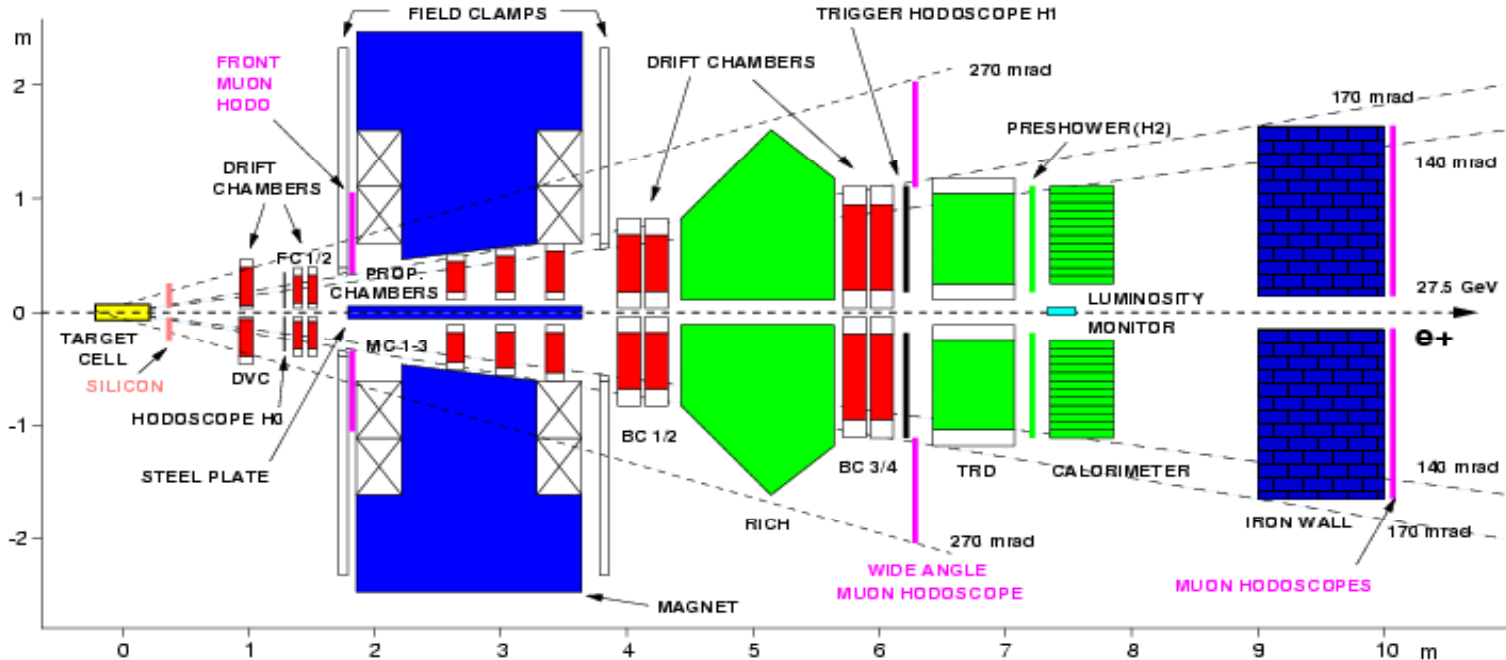 FIELD CLAMPS
TRIGGER HODOSCOPE H1
m
FRONT
MUON
HODO
DRIFT CHAMBERS
270 mrad
170 mrad
2
PRESHOWER (H2)
DRIFT
CHAMBERS
140 mrad
1
FC 1/2
PROP.
CHAMBERS
27.5 GeV
0
LUMINOSITY
MONITOR
e+
TARGET
CELL
MC 1-3
SILICON
DVC
HODOSCOPE H0
-1
BC 1/2
STEEL PLATE
BC 3/4
TRD
CALORIMETER
140 mrad
RICH
IRON WALL
170 mrad
-2
270 mrad
WIDE ANGLE
MUON HODOSCOPE
MUON HODOSCOPES
MAGNET
0 1 2 3 4 5 6 7 8 9 10 m